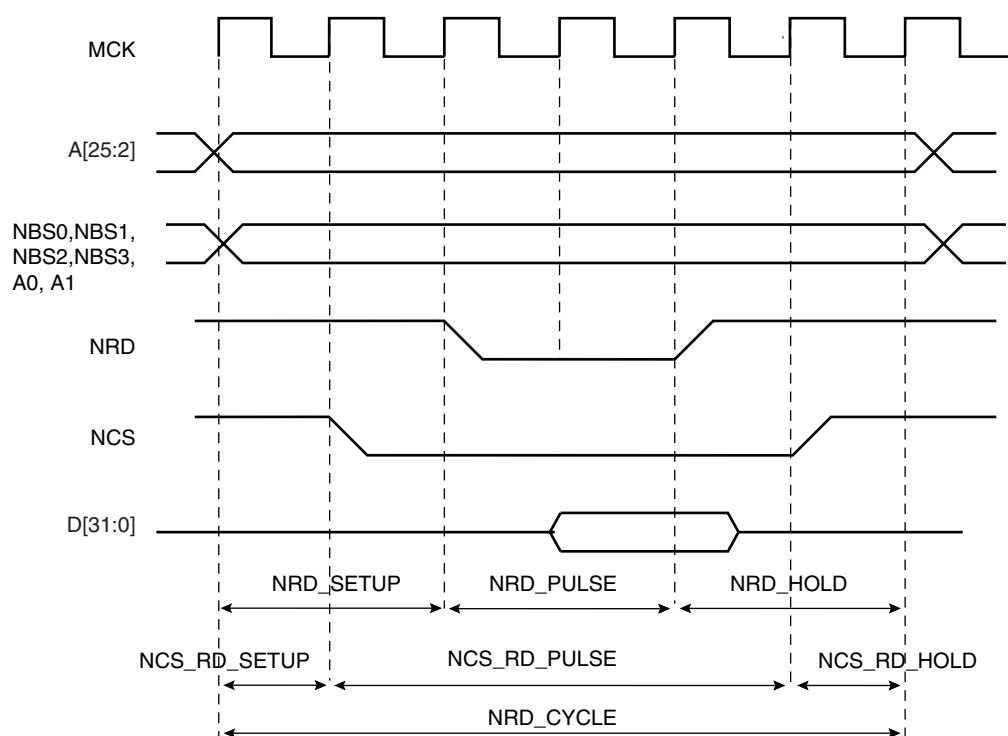 MCK
A[25:2]
NBS0,NBS1,
NBS2,NBS3,
A0, A1
NRD
NCS
D[31:0]
NRD_SETUP NRD_PULSE NRD_HOLD
NCS_RD_SETUP NCS_RD_PULSE NCS_RD_HOLD
NRD_CYCLE